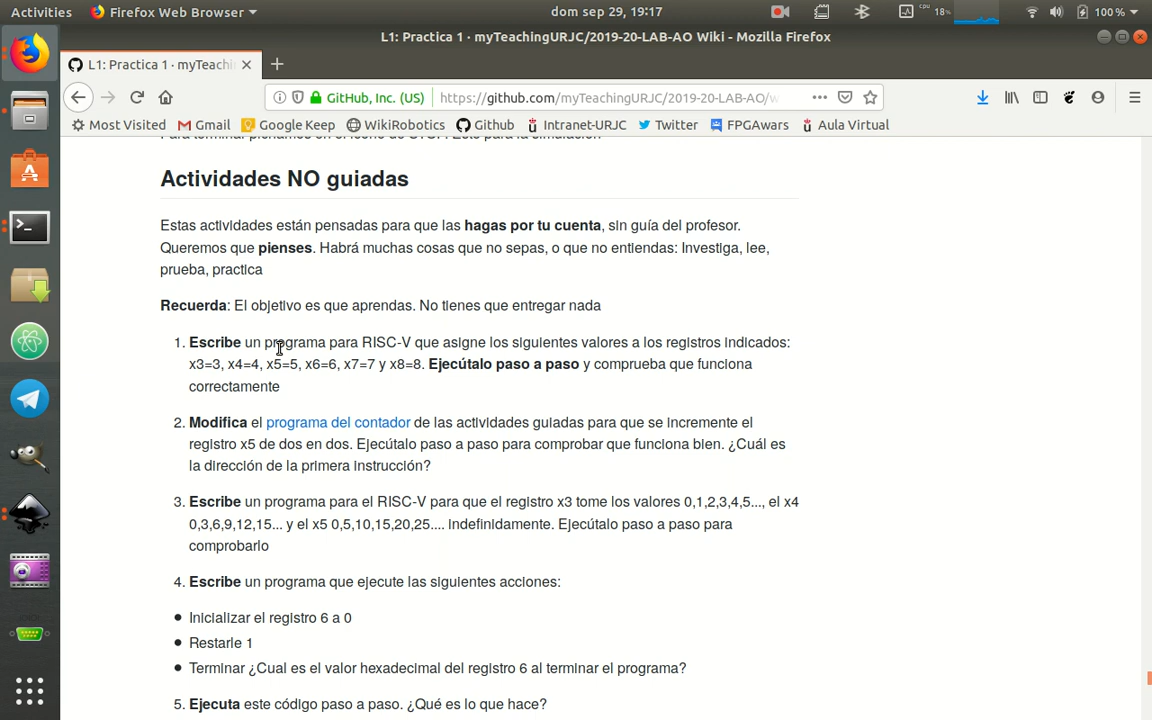 Activities Firefox Web Browser dom sep 29, 19:17 cpu 18% 100%
L1: Practica 1 · myTeachingURJC/2019-20-LAB-AO Wiki - Mozilla Firefox
L1: Practica 1 · myTeachi
GitHub, Inc. (US) https://github.com/myTeachingURJC/2019-20-LAB-AO/w
Most Visited Gmail Google Keep WikiRobotics Github Intranet-URJC Twitter FPGAwars Aula Virtual
Actividades NO guiadas
Estas actividades están pensadas para que las hagas por tu cuenta, sin guía del profesor.
Queremos que pienses. Habrá muchas cosas que no sepas, o que no entiendas: Investiga, lee,
prueba, practica
Recuerda: El objetivo es que aprendas. No tienes que entregar nada
1. Escribe un programa para RISC-V que asigne los siguientes valores a los registros indicados:
x3=3, x4=4, x5=5, x6=6, x7=7 y x8=8. Ejecútalo paso a paso y comprueba que funciona
correctamente
2. Modifica el programa del contador de las actividades guiadas para que se incremente el
registro x5 de dos en dos. Ejecútalo paso a paso para comprobar que funciona bien. ¿Cuál es
la dirección de la primera instrucción?
3. Escribe un programa para el RISC-V para que el registro x3 tome los valores 0,1,2,3,4,5..., el x4
0,3,6,9,12,15... y el x5 0,5,10,15,20,25.... indefinidamente. Ejecútalo paso a paso para
comprobarlo
4. Escribe un programa que ejecute las siguientes acciones:
• Inicializar el registro 6 a 0
• Restarle 1
• Terminar ¿Cual es el valor hexadecimal del registro 6 al terminar el programa?
5. Ejecuta este código paso a paso. ¿Qué es lo que hace?